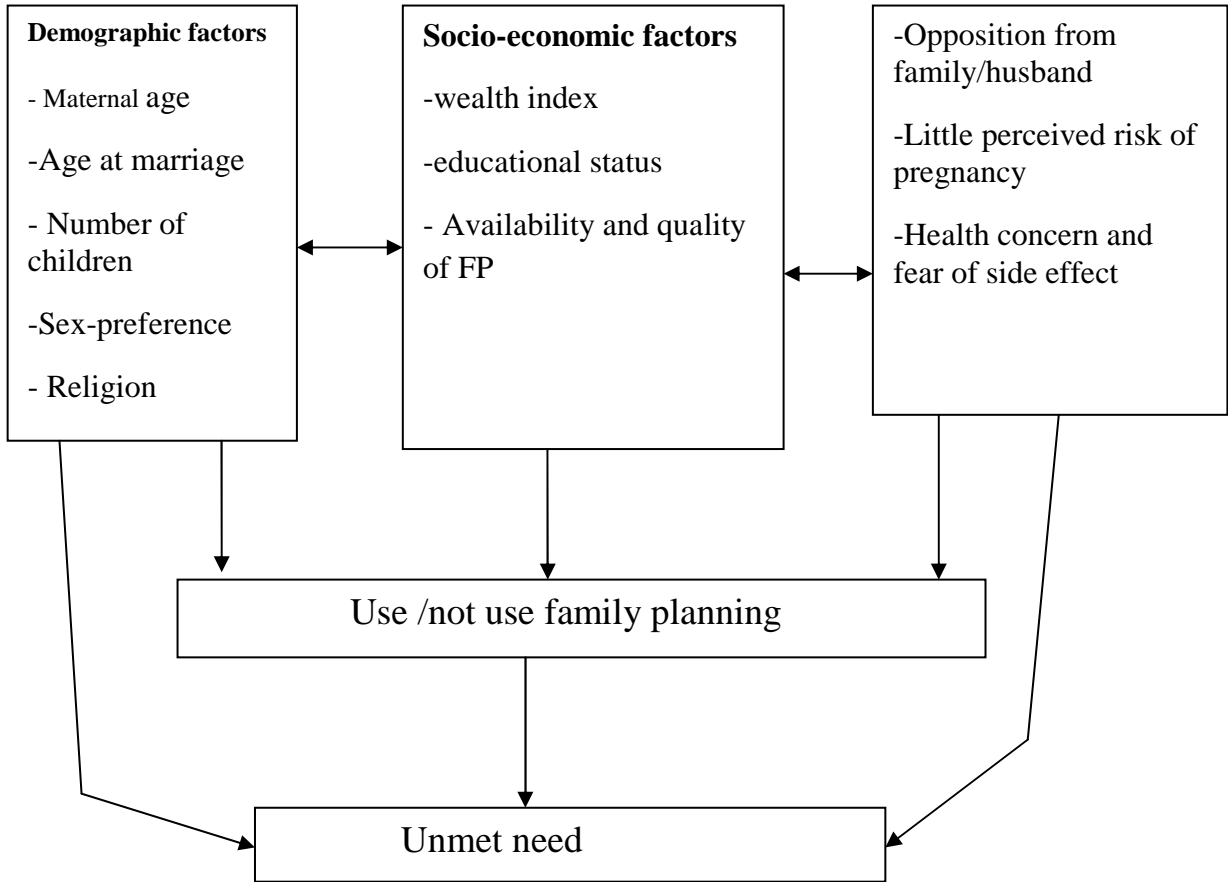 Demographic factors
- Maternal age
-Age at marriage
- Number of
children
-Sex-preference
- Religion
Socio-economic factors
-wealth index
-educational status
- Availability and quality
of FP
-Opposition from
family/husband
-Little perceived risk of
pregnancy
-Health concern and
fear of side effect
Use /not use family planning
Unmet need